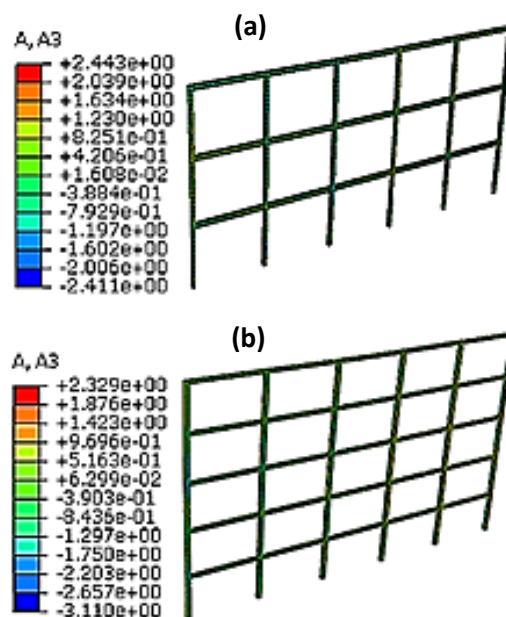 (a)
A, A3
+2.443e+00
+2.039e+00
+1.634e+00
+1.230e+00
+8.251e-01
+4.206e-01
+1.608e-02
-3.884e-01
-7.929e-01
-1.197e+00
-1.602e+00
-2.006e+00
-2.411e+00
(b)
A, A3
+2.329e+00
+1.876e+00
+1.423e+00
+9.696e-01
+5.163e-01
+6.299e-02
-3.903e-01
-8.436e-01
-1.297e+00
-1.750e+00
-2.203e+00
-2.657e+00
-3.110e+00